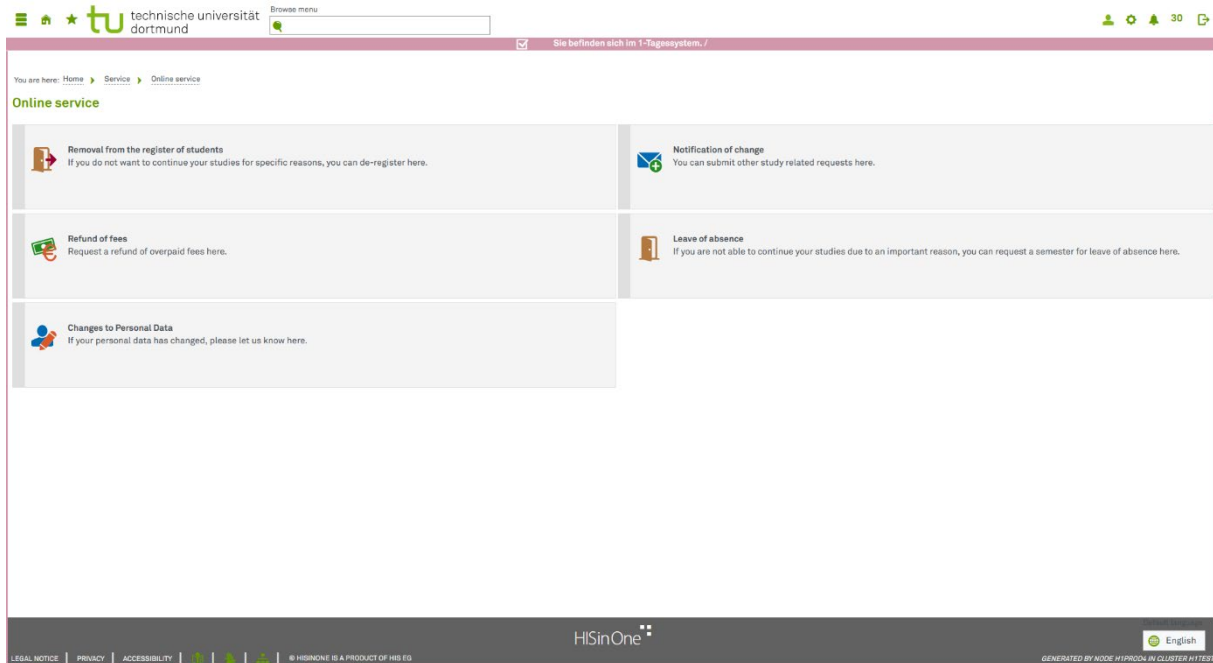 Browse menu
technische universität
dortmund
30
Sie befinden sich im 1-Tagessystem. /
You are here: Home Service Online service
Online service
Removal from the register of students
If you do not want to continue your studies for specific reasons, you can de-register here.
Notification of change
You can submit other study related requests here.
Refund of fees
Request a refund of overpaid fees here.
Leave of absence
If you are not able to continue your studies due to an important reason, you can request a semester for leave of absence here.
Changes to Personal Data
If your personal data has changed, please let us know here.
HISinOne
English
LEGAL NOTICE | PRIVACY | ACCESSIBILITY | | | | © HISINONE IS A PRODUCT OF HIS EG
GENERATED BY NODE H1PROD4 IN CLUSTER H1TEST